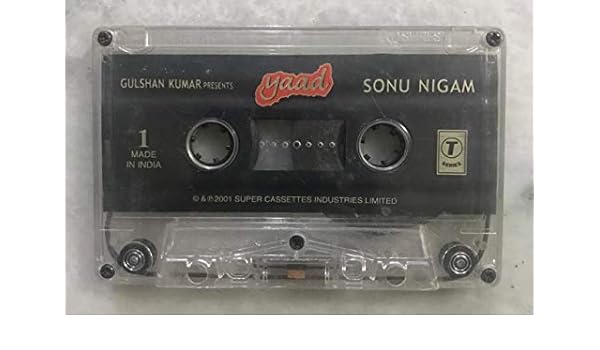 GULSHAN KUMAR PRESENTS
yaad
SONU NIGAM
1
MADE
IN INDIA
T
SERIES
© & ℗ 2001 SUPER CASSETTES INDUSTRIES LIMITED